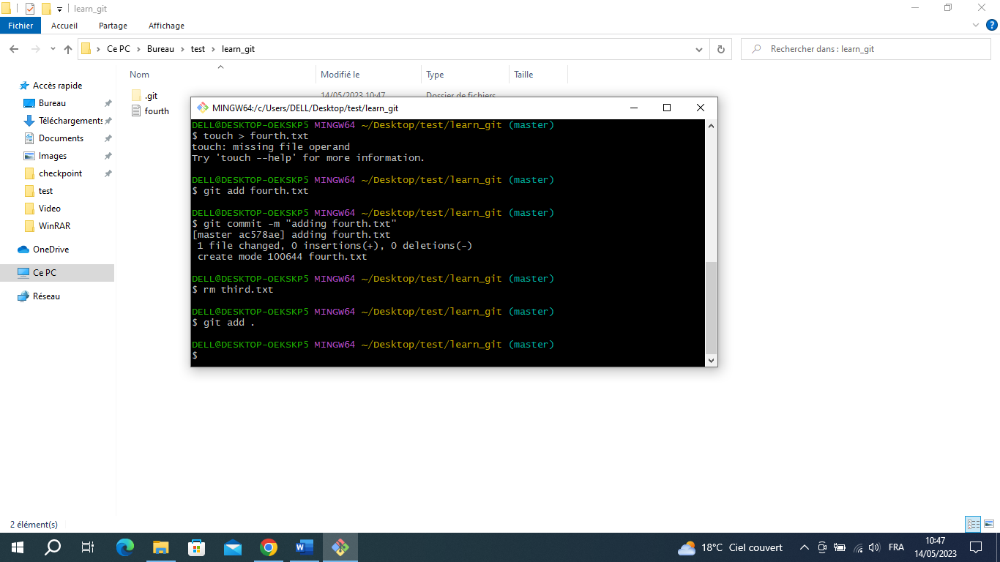 learn_git
Fichier Accueil Partage Affichage
Ce PC Bureau test learn_git
Rechercher dans : learn_git
Nom Modifié le Type Taille
Accès rapide
Bureau
Téléchargements
Documents
Images
checkpoint
test
Video
WinRAR
OneDrive
Ce PC
Réseau
.git 14/05/2023 10:47 Dossier de fichiers
fourth
MINGW64:/c/Users/DELL/Desktop/test/learn_git
DELL@DESKTOP-OEKSKP5 MINGW64 ~/Desktop/test/learn_git (master)
$ touch > fourth.txt
touch: missing file operand
Try 'touch --help' for more information.
DELL@DESKTOP-OEKSKP5 MINGW64 ~/Desktop/test/learn_git (master)
$ git add fourth.txt
DELL@DESKTOP-OEKSKP5 MINGW64 ~/Desktop/test/learn_git (master)
$ git commit -m "adding fourth.txt"
[master ac578ae] adding fourth.txt
1 file changed, 0 insertions(+), 0 deletions(-)
create mode 100644 fourth.txt
DELL@DESKTOP-OEKSKP5 MINGW64 ~/Desktop/test/learn_git (master)
$ rm third.txt
DELL@DESKTOP-OEKSKP5 MINGW64 ~/Desktop/test/learn_git (master)
$ git add .
DELL@DESKTOP-OEKSKP5 MINGW64 ~/Desktop/test/learn_git (master)
$
2 élément(s)
18°C Ciel couvert
FRA
10:47
14/05/2023